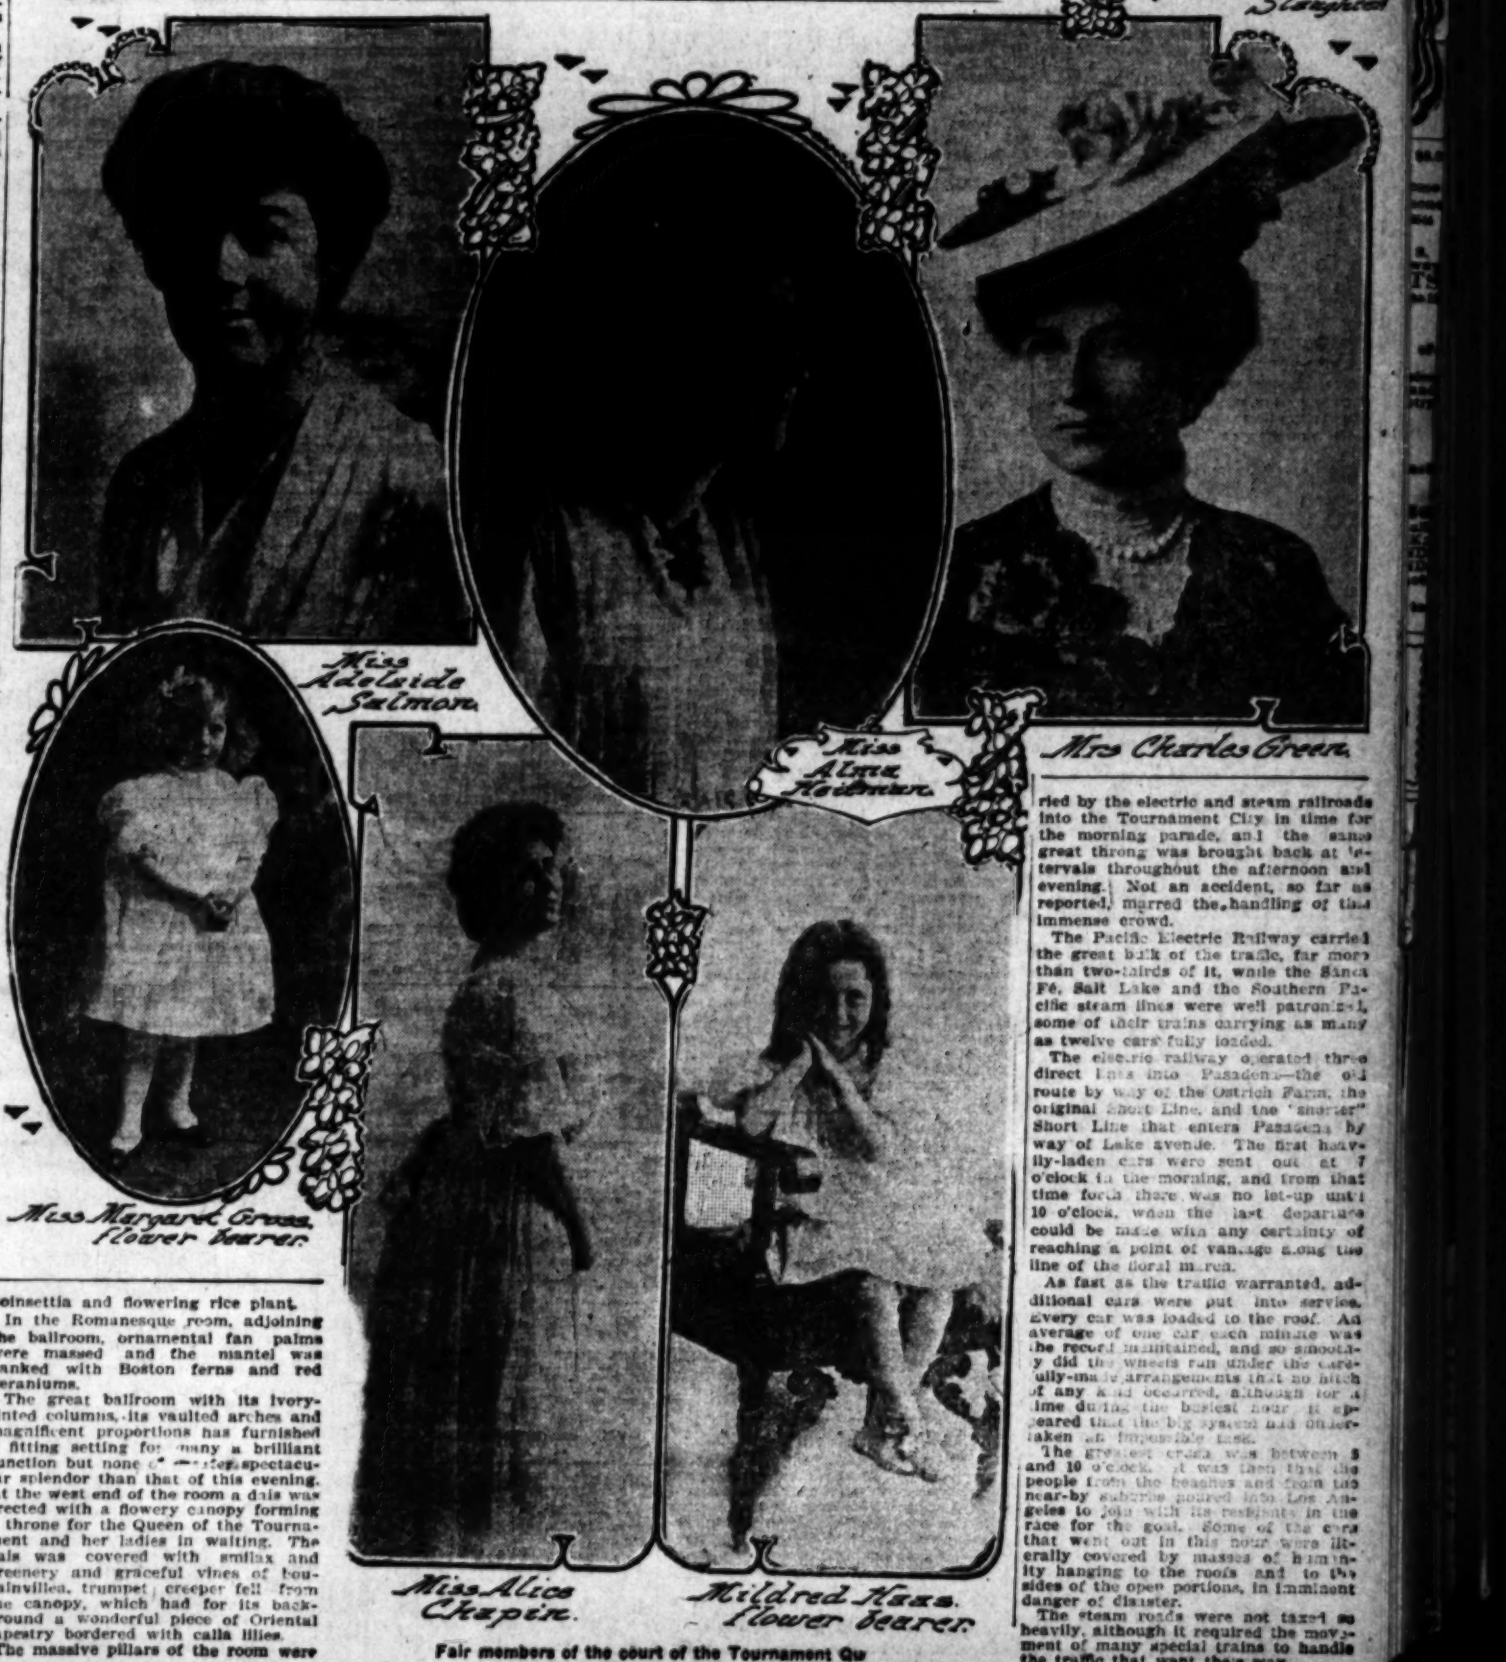 Slaughter
Miss
Adelaide
Salmon.
Miss
Alma
Mrs Charles Green.
Miss Margaret Gross,
flower bearer.
Miss Alice
Chapin.
Mildred Haas.
flower bearer.
Fair members of the court of the Tournament Qu
oinsettia and flowering rice plant.
In the Romanesque room, adjoining
he ballroom, ornamental fan palms
vere massed and the mantel was
anked with Boston ferns and red
eraniums.
The great ballroom with its ivory-
inted columns, its vaulted arches and
nagnificent proportions has furnished
fitting setting for many a brilliant
unction but none spectacu-
ar splendor than that of this evening.
t the west end of the room a dais was
rected with a flowery canopy forming
throne for the Queen of the Tourna-
ent and her ladies in waiting. The
ais was covered with smilax and
reenery and graceful vines of bou-
ainvillea, trumpet creeper fell from
he canopy, which had for its back-
round a wonderful piece of Oriental
apestry bordered with calla lilies.
The massive pillars of the room were
ried by the electric and steam railroads
into the Tournament City in time for
the morning parade, and the same
great throng was brought back at in-
tervals throughout the afternoon and
evening. Not an accident, so far as
reported, marred the handling of this
immense crowd.
The Pacific Electric Railway carried
the great bulk of the traffic, far more
than two-thirds of it, while the Santa
Fé, Salt Lake and the Southern Pa-
cific steam lines were well patronized,
some of their trains carrying as many
as twelve cars fully loaded.
The electric railway operated three
direct lines into Pasadena—the old
route by way of the Ostrich Farm, the
original Short Line, and the "shorter"
Short Line that enters Pasadena by
way of Lake avenue. The first heav-
ily-laden cars were sent out at 7
o'clock in the morning, and from that
time forth there was no let-up until
10 o'clock, when the last departure
could be made with any certainty of
reaching a point of vantage along the
line of the floral march.
As fast as the traffic warranted, ad-
ditional cars were put into service.
Every car was loaded to the roof. An
average of one car each minute was
the record maintained, and so smooth-
y did the wheels run under the care-
ully-made arrangements that no hitch
of any kind occurred, although for a
time during the busiest hour it ap-
eared that the big system had under-
taken an impossible task.
The greatest crush was between 8
and 10 o'clock. It was then that the
people from the beaches and from the
near-by suburbs poured into Los An-
geles to join with its residents in the
race for the goal. Some of the cars
that went out in this hour were lit-
erally covered by masses of human-
ity hanging to the roofs and to the
sides of the open portions, in imminent
danger of disaster.
The steam roads were not taxed so
heavily, although it required the move-
ment of many special trains to handle
the traffic that went their way.